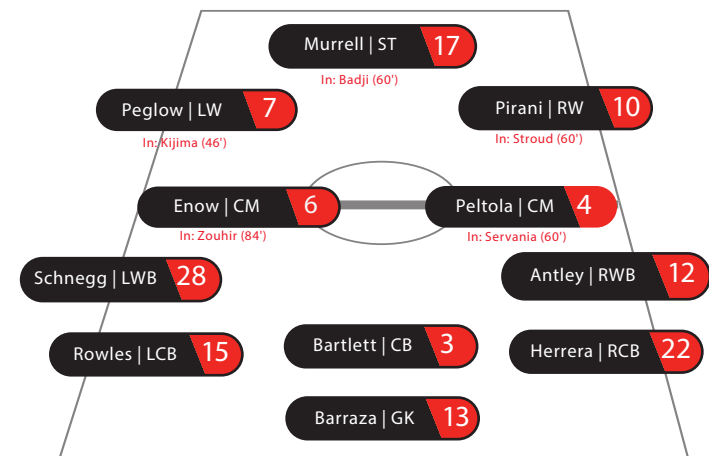 Murrell | ST 17
In: Badji (60')
Peglow | LW 7
In: Kijima (46')
Pirani | RW 10
In: Stroud (60')
Enow | CM 6
In: Zouhir (84')
Peltola | CM 4
In: Servania (60')
Schnegg | LWB 28
Antley | RWB 12
Rowles | LCB 15
Bartlett | CB 3
Herrera | RCB 22
Barraza | GK 13